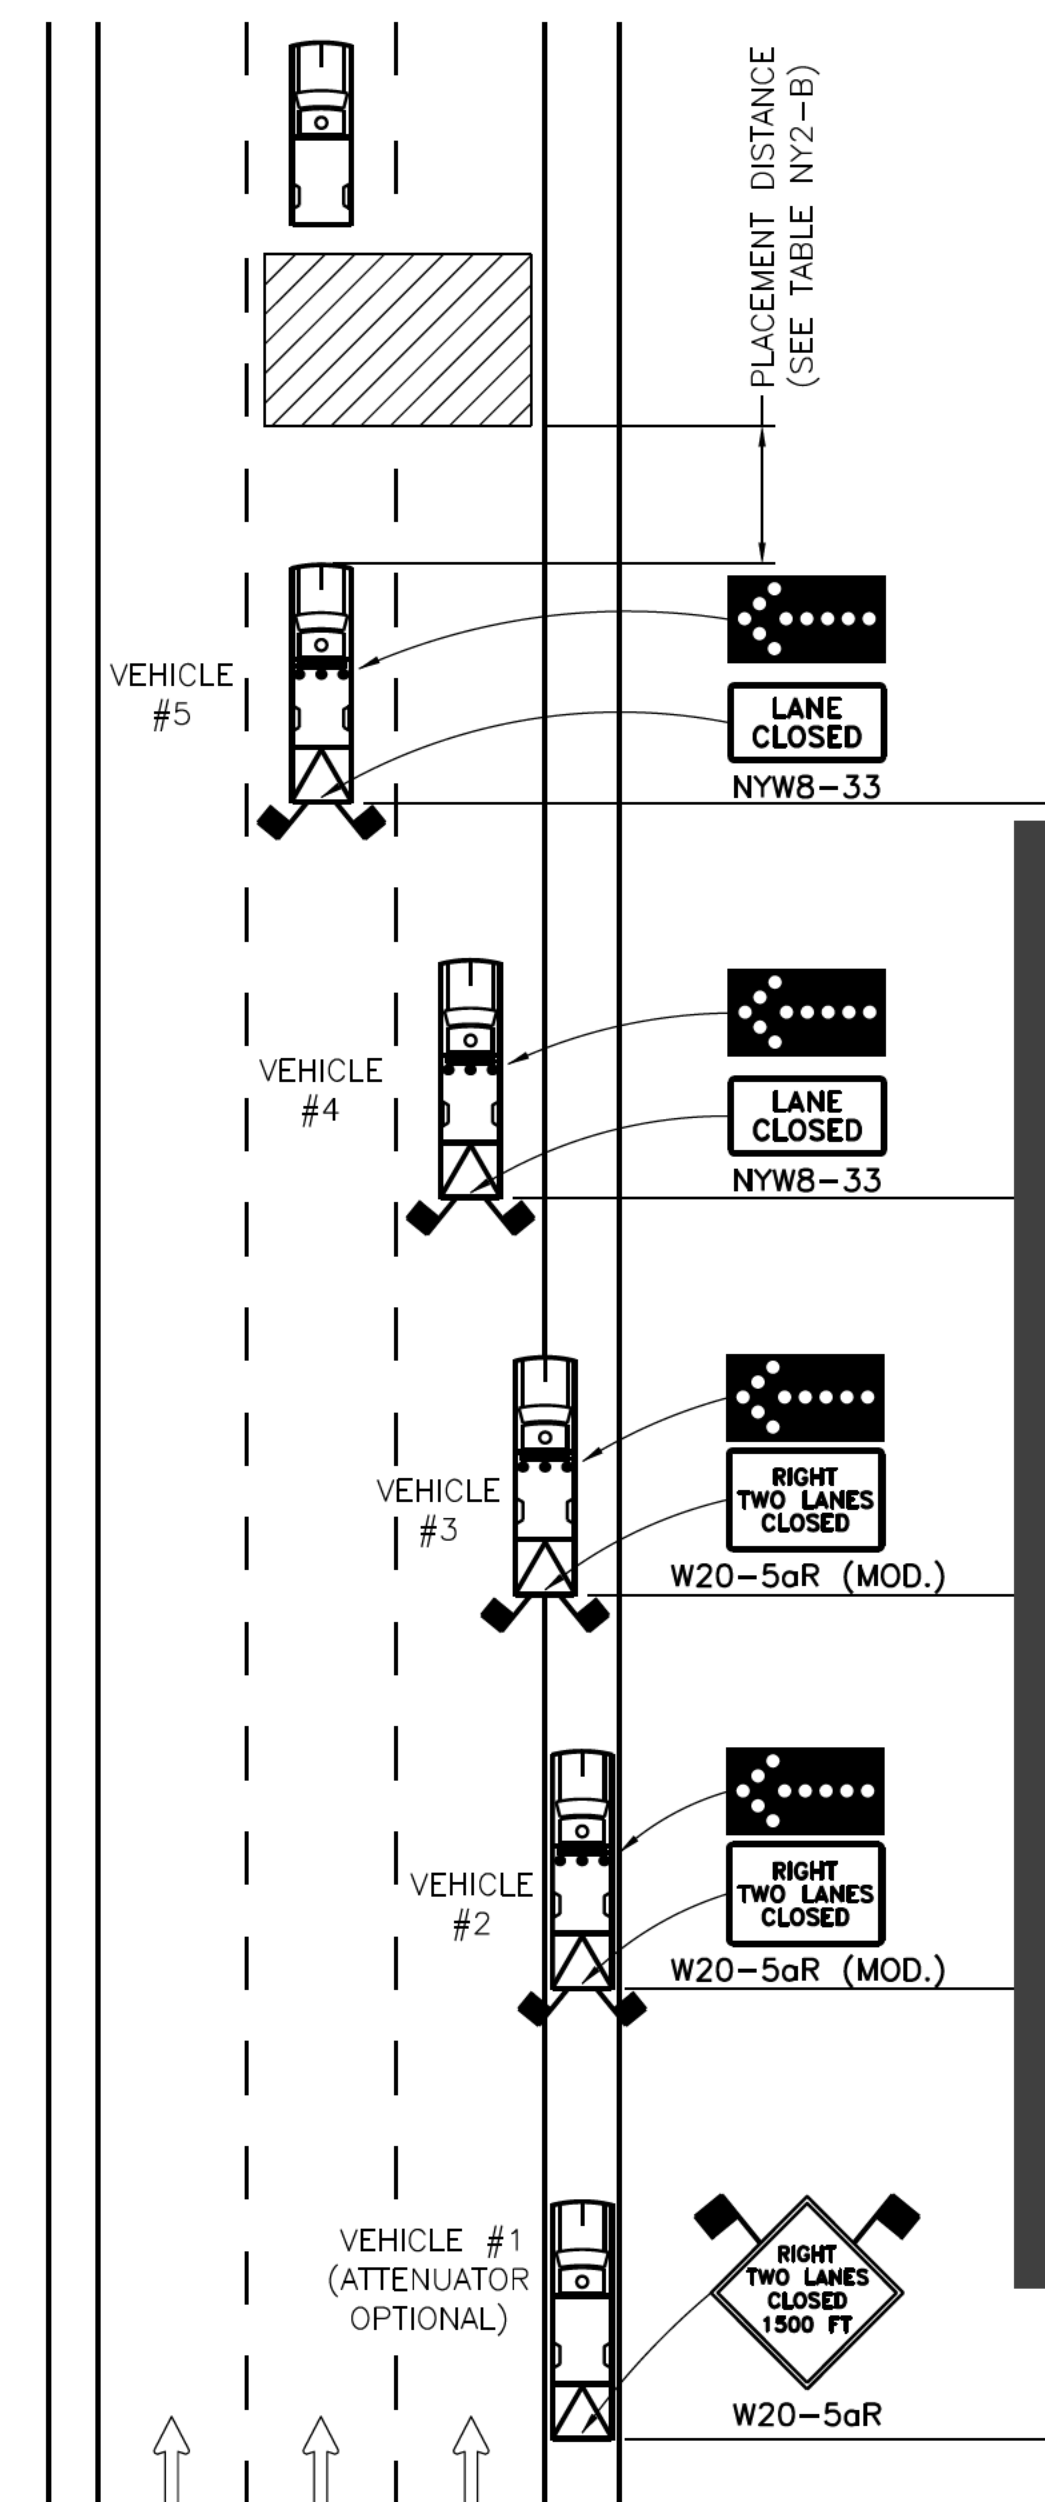 PLACEMENT DISTANCE
(SEE TABLE NY2-B)
VEHICLE
#5
LANE
CLOSED
NYW8-33
VEHICLE
#4
LANE
CLOSED
NYW8-33
VEHICLE
#3
RIGHT
TWO LANES
CLOSED
W20-5aR (MOD.)
VEHICLE
#2
RIGHT
TWO LANES
CLOSED
W20-5aR (MOD.)
VEHICLE #1
(ATTENUATOR
OPTIONAL)
RIGHT
TWO LANES
CLOSED
1500 FT
W20-5aR